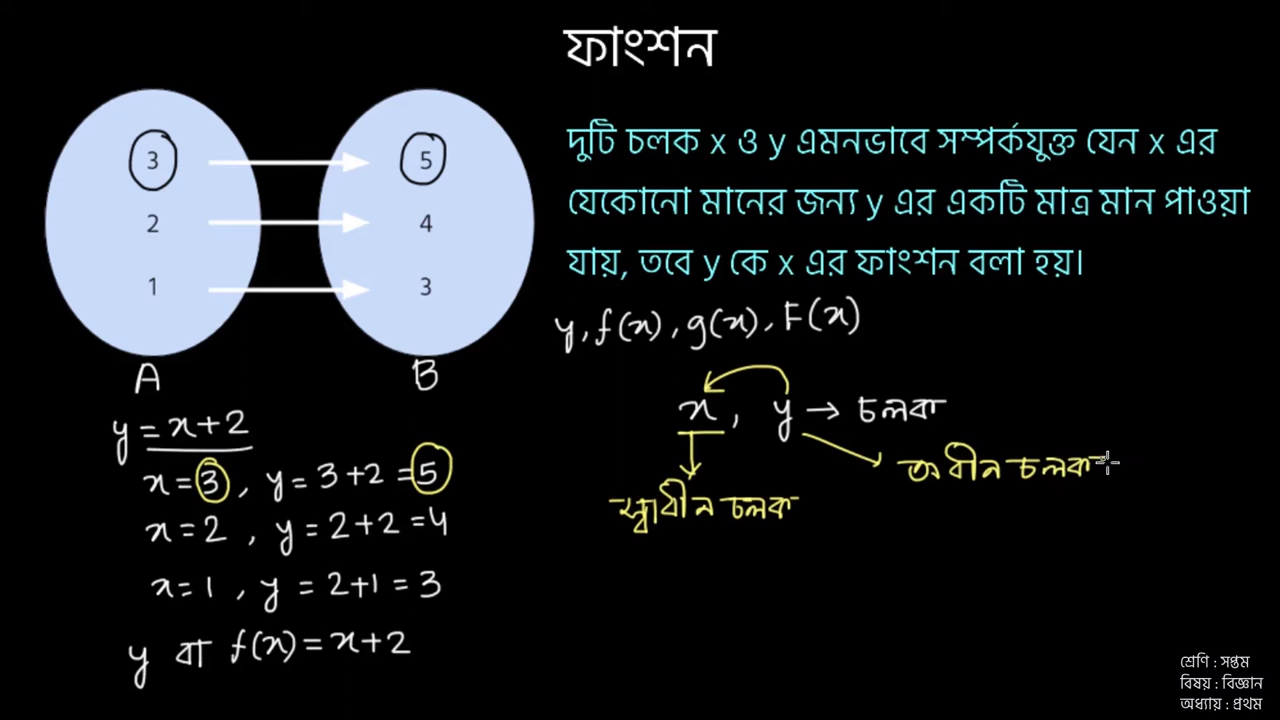 ফাংশন
3 5
2 4
1 3
A B
দুটি চলক x ও y এমনভাবে সম্পর্কযুক্ত যেন x এর
যেকোনো মানের জন্য y এর একটি মাত্র মান পাওয়া
যায়, তবে y কে x এর ফাংশন বলা হয়।
y, f(x), g(x), F(x)
x, y → চলক
স্বাধীন চলক
অধীন চলক
y = x+2
x = 3, y = 3+2 = 5
x = 2, y = 2+2 = 4
x = 1, y = 2+1 = 3
y বা f(x) = x+2
শ্রেণি : সপ্তম
বিষয় : বিজ্ঞান
অধ্যায় : প্রথম